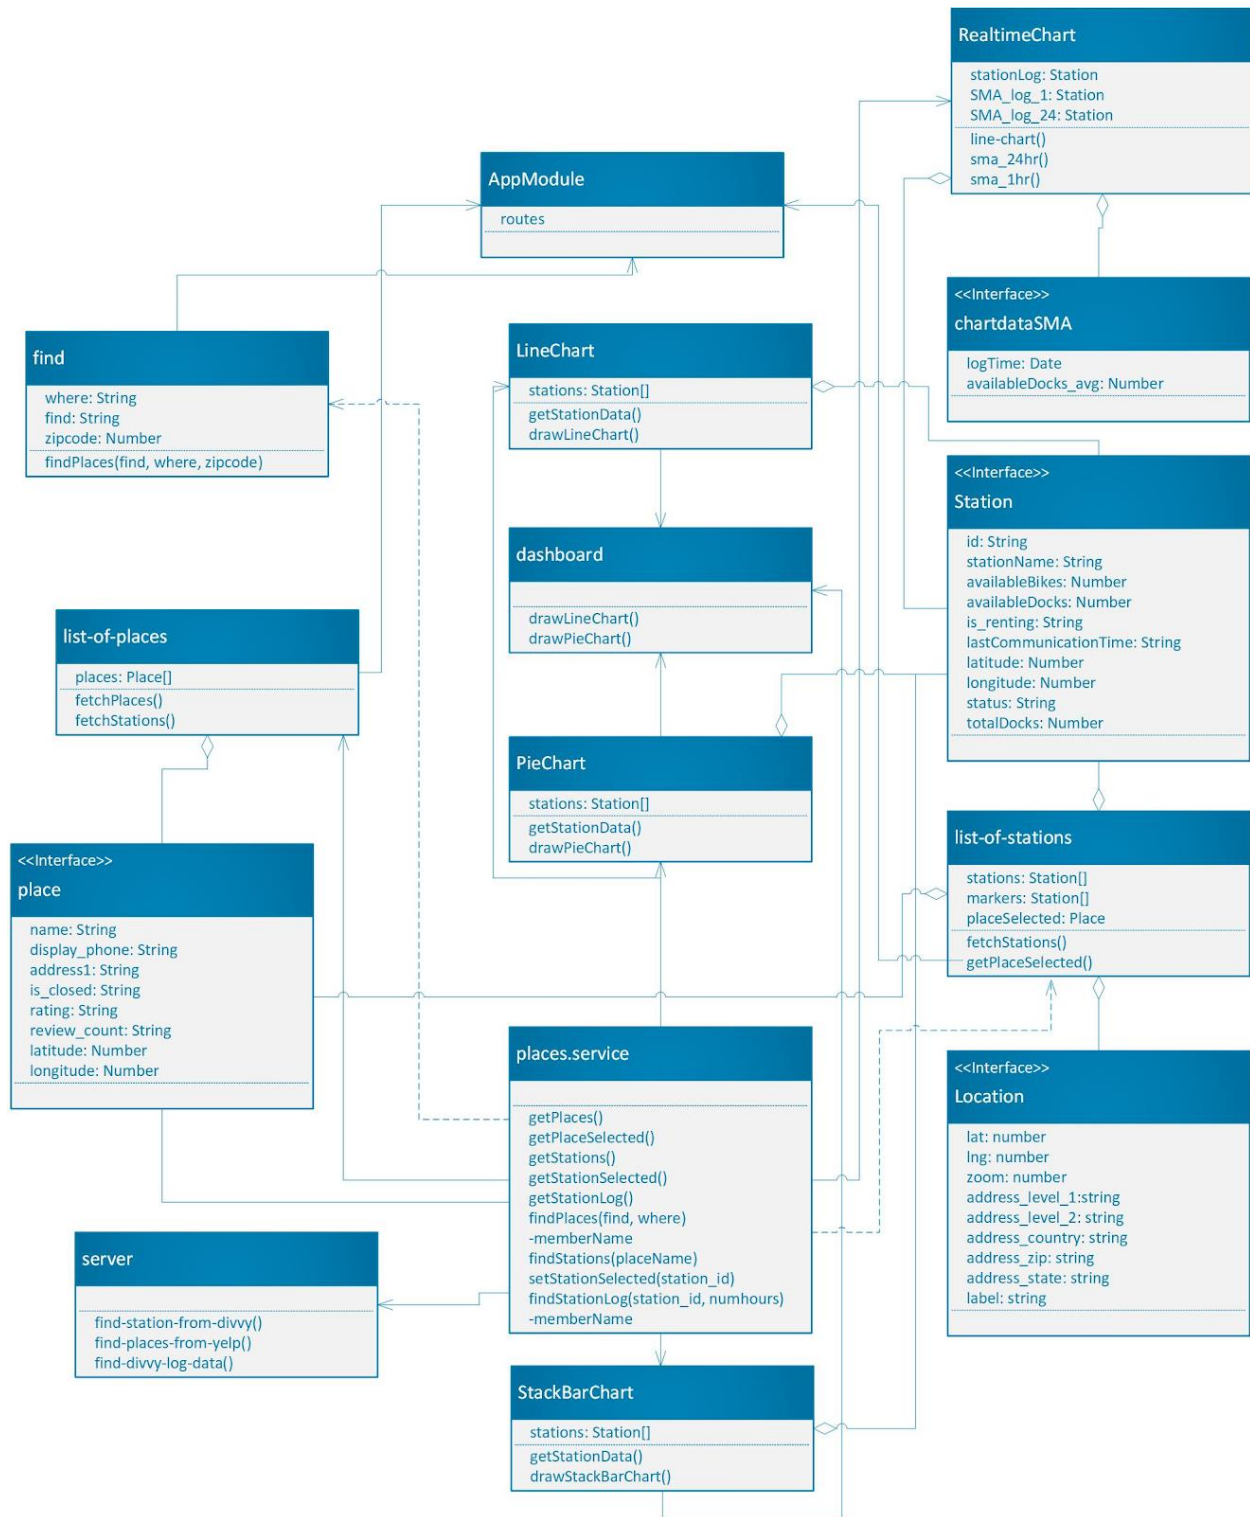 RealtimeChart
stationLog: Station
SMA_log_1: Station
SMA_log_24: Station
line-chart()
sma_24hr()
sma_1hr()
AppModule
routes
<<Interface>>
chartdataSMA
logTime: Date
availableDocks_avg: Number
find
where: String
find: String
zipcode: Number
findPlaces(find, where, zipcode)
LineChart
stations: Station[]
getStationData()
drawLineChart()
<<Interface>>
Station
id: String
stationName: String
availableBikes: Number
availableDocks: Number
is_renting: String
lastCommunicationTime: String
latitude: Number
longitude: Number
status: String
totalDocks: Number
dashboard
drawLineChart()
drawPieChart()
list-of-places
places: Place[]
fetchPlaces()
fetchStations()
PieChart
stations: Station[]
getStationData()
drawPieChart()
list-of-stations
stations: Station[]
markers: Station[]
placeSelected: Place
fetchStations()
getPlaceSelected()
<<Interface>>
place
name: String
display_phone: String
address1: String
is_closed: String
rating: String
review_count: String
latitude: Number
longitude: Number
places.service
getPlaces()
getPlaceSelected()
getStations()
getStationSelected()
getStationLog()
findPlaces(find, where)
-memberName
findStations(placeName)
setStationSelected(station_id)
findStationLog(station_id, numhours)
-memberName
<<Interface>>
Location
lat: number
lng: number
zoom: number
address_level_1:string
address_level_2: string
address_country: string
address_zip: string
address_state: string
label: string
server
find-station-from-divvy()
find-places-from-yelp()
find-divvy-log-data()
StackBarChart
stations: Station[]
getStationData()
drawStackBarChart()